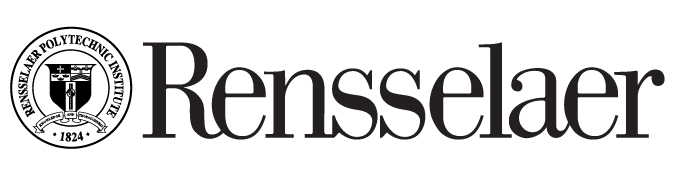 RENSSELAER POLYTECHNIC INSTITUTE
1824
Rensselaer